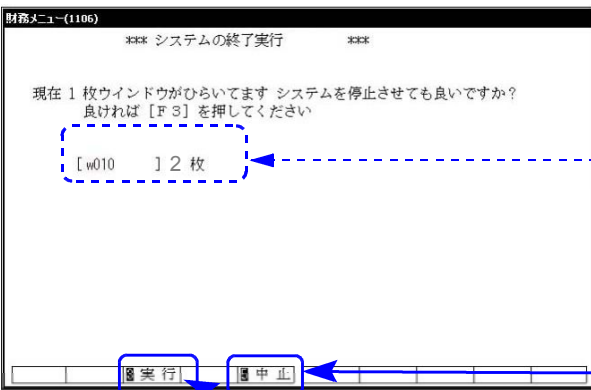 財務メニュー(1106)
*** システムの終了実行 ***
現在 1 枚ウインドウがひらいてます システムを停止させても良いですか?
良ければ [F3] を押してください
[w010 ]2 枚
実 行 中 止